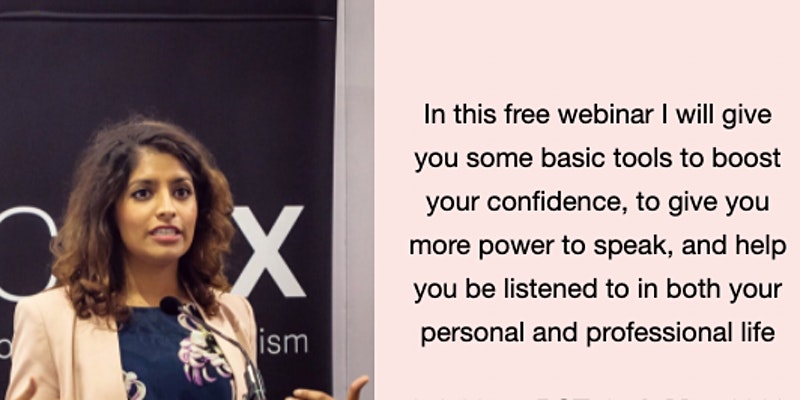 x
ism
In this free webinar I will give
you some basic tools to boost
your confidence, to give you
more power to speak, and help
you be listened to in both your
personal and professional life